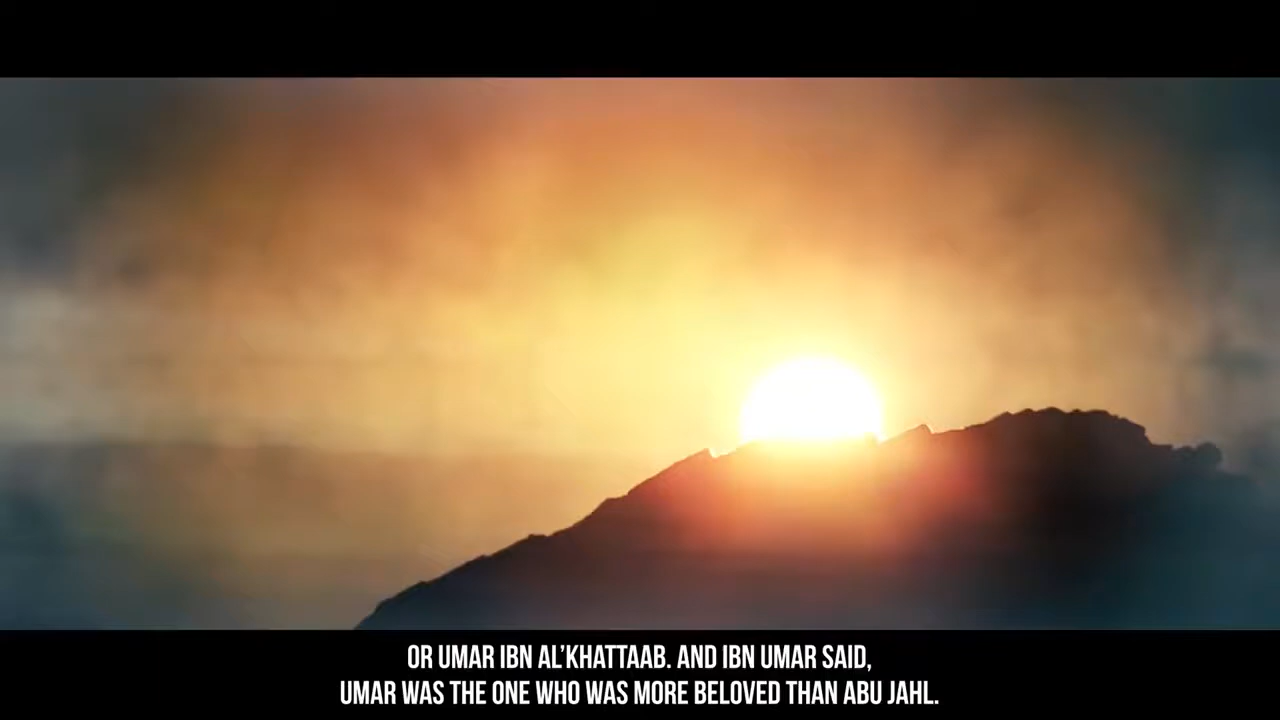 OR UMAR IBN AL'KHATTAAB. AND IBN UMAR SAID,
UMAR WAS THE ONE WHO WAS MORE BELOVED THAN ABU JAHL.